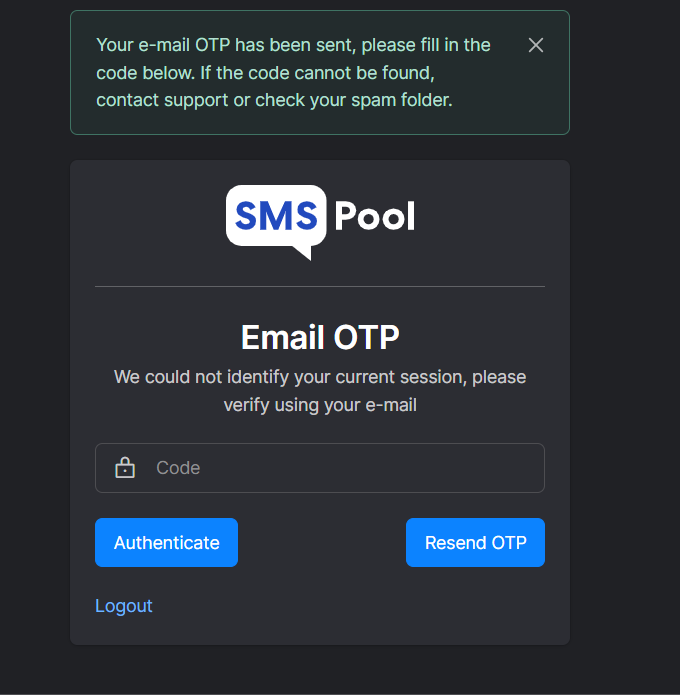 Your e-mail OTP has been sent, please fill in the
code below. If the code cannot be found,
contact support or check your spam folder.
SMS Pool
Email OTP
We could not identify your current session, please
verify using your e-mail
Code
Authenticate
Resend OTP
Logout